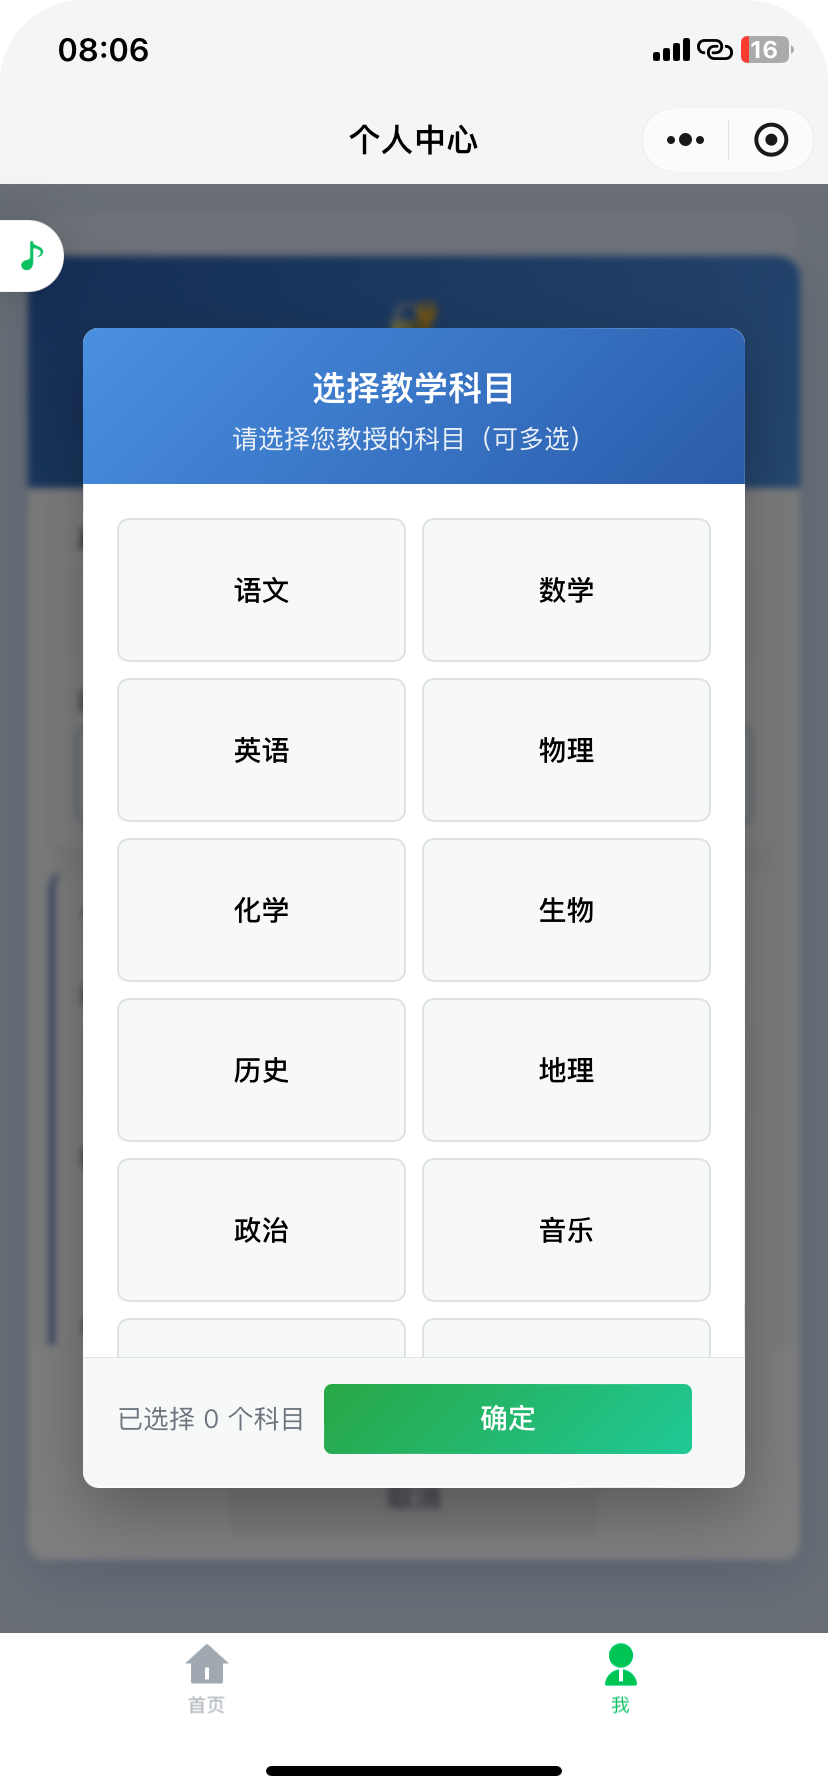 08:06
16
个人中心
选择教学科目
请选择您教授的科目（可多选）
语文
数学
英语
物理
化学
生物
历史
地理
政治
音乐
已选择 0 个科目
确定
取消
首页
我